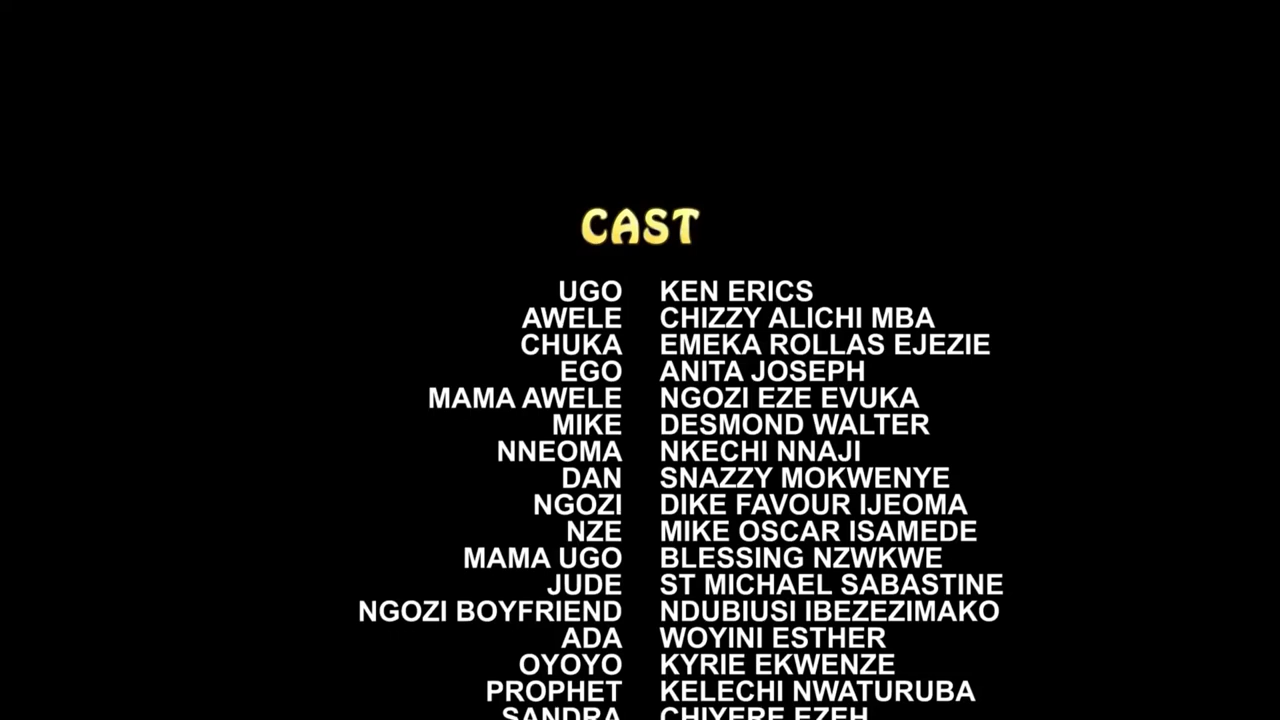 CAST
UGO KEN ERICS
AWELE CHIZZY ALICHI MBA
CHUKA EMEKA ROLLAS EJEZIE
EGO ANITA JOSEPH
MAMA AWELE NGOZI EZE EVUKA
MIKE DESMOND WALTER
NNEOMA NKECHI NNAJI
DAN SNAZZY MOKWENYE
NGOZI DIKE FAVOUR IJEOMA
NZE MIKE OSCAR ISAMEDE
MAMA UGO BLESSING NZWKWE
JUDE ST MICHAEL SABASTINE
NGOZI BOYFRIEND NDUBIUSI IBEZEZIMAKO
ADA WOYINI ESTHER
OYOYO KYRIE EKWENZE
PROPHET KELECHI NWATURUBA
SANDRA CHIYERE EZEH